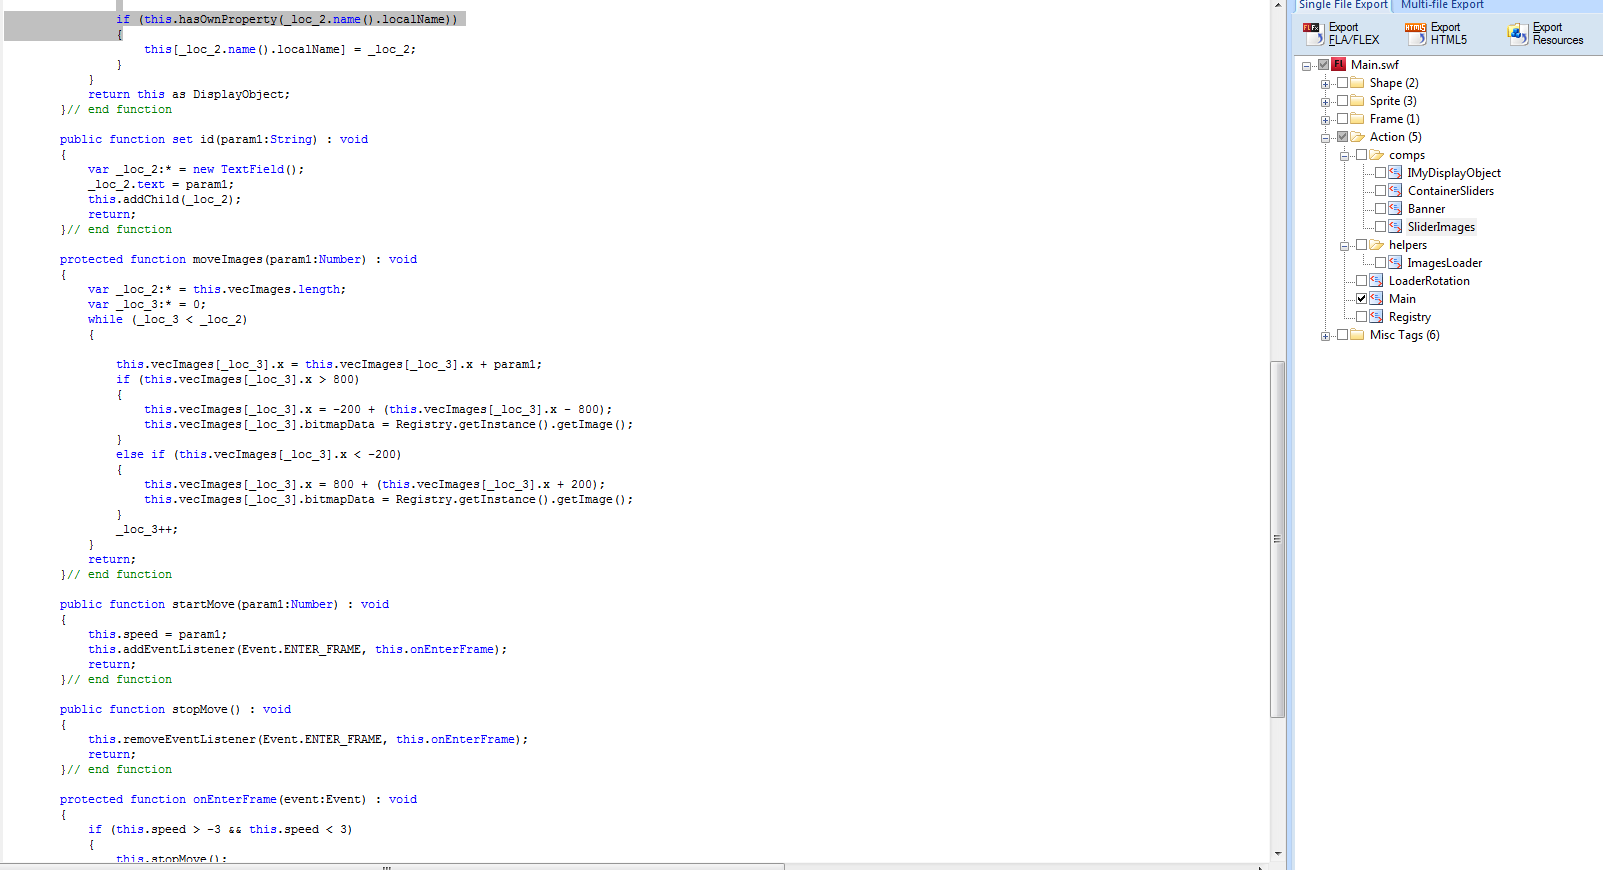 if (this.hasOwnProperty(_loc_2.name().localName))
{
this[_loc_2.name().localName] = _loc_2;
}
}
return this as DisplayObject;
}// end function
public function set id(param1:String) : void
{
var _loc_2:* = new TextField();
_loc_2.text = param1;
this.addChild(_loc_2);
return;
}// end function
protected function moveImages(param1:Number) : void
{
var _loc_2:* = this.vecImages.length;
var _loc_3:* = 0;
while (_loc_3 < _loc_2)
{
this.vecImages[_loc_3].x = this.vecImages[_loc_3].x + param1;
if (this.vecImages[_loc_3].x > 800)
{
this.vecImages[_loc_3].x = -200 + (this.vecImages[_loc_3].x - 800);
this.vecImages[_loc_3].bitmapData = Registry.getInstance().getImage();
}
else if (this.vecImages[_loc_3].x < -200)
{
this.vecImages[_loc_3].x = 800 + (this.vecImages[_loc_3].x + 200);
this.vecImages[_loc_3].bitmapData = Registry.getInstance().getImage();
}
_loc_3++;
}
return;
}// end function
public function startMove(param1:Number) : void
{
this.speed = param1;
this.addEventListener(Event.ENTER_FRAME, this.onEnterFrame);
return;
}// end function
public function stopMove() : void
{
this.removeEventListener(Event.ENTER_FRAME, this.onEnterFrame);
return;
}// end function
protected function onEnterFrame(event:Event) : void
{
if (this.speed > -3 && this.speed < 3)
{
this.stopMove();
Single File Export
Multi-file Export
Export
FLA/FLEX
Export
HTML5
Export
Resources
Main.swf
Shape (2)
Sprite (3)
Frame (1)
Action (5)
comps
IMyDisplayObject
ContainerSliders
Banner
SliderImages
helpers
ImagesLoader
LoaderRotation
Main
Registry
Misc Tags (6)